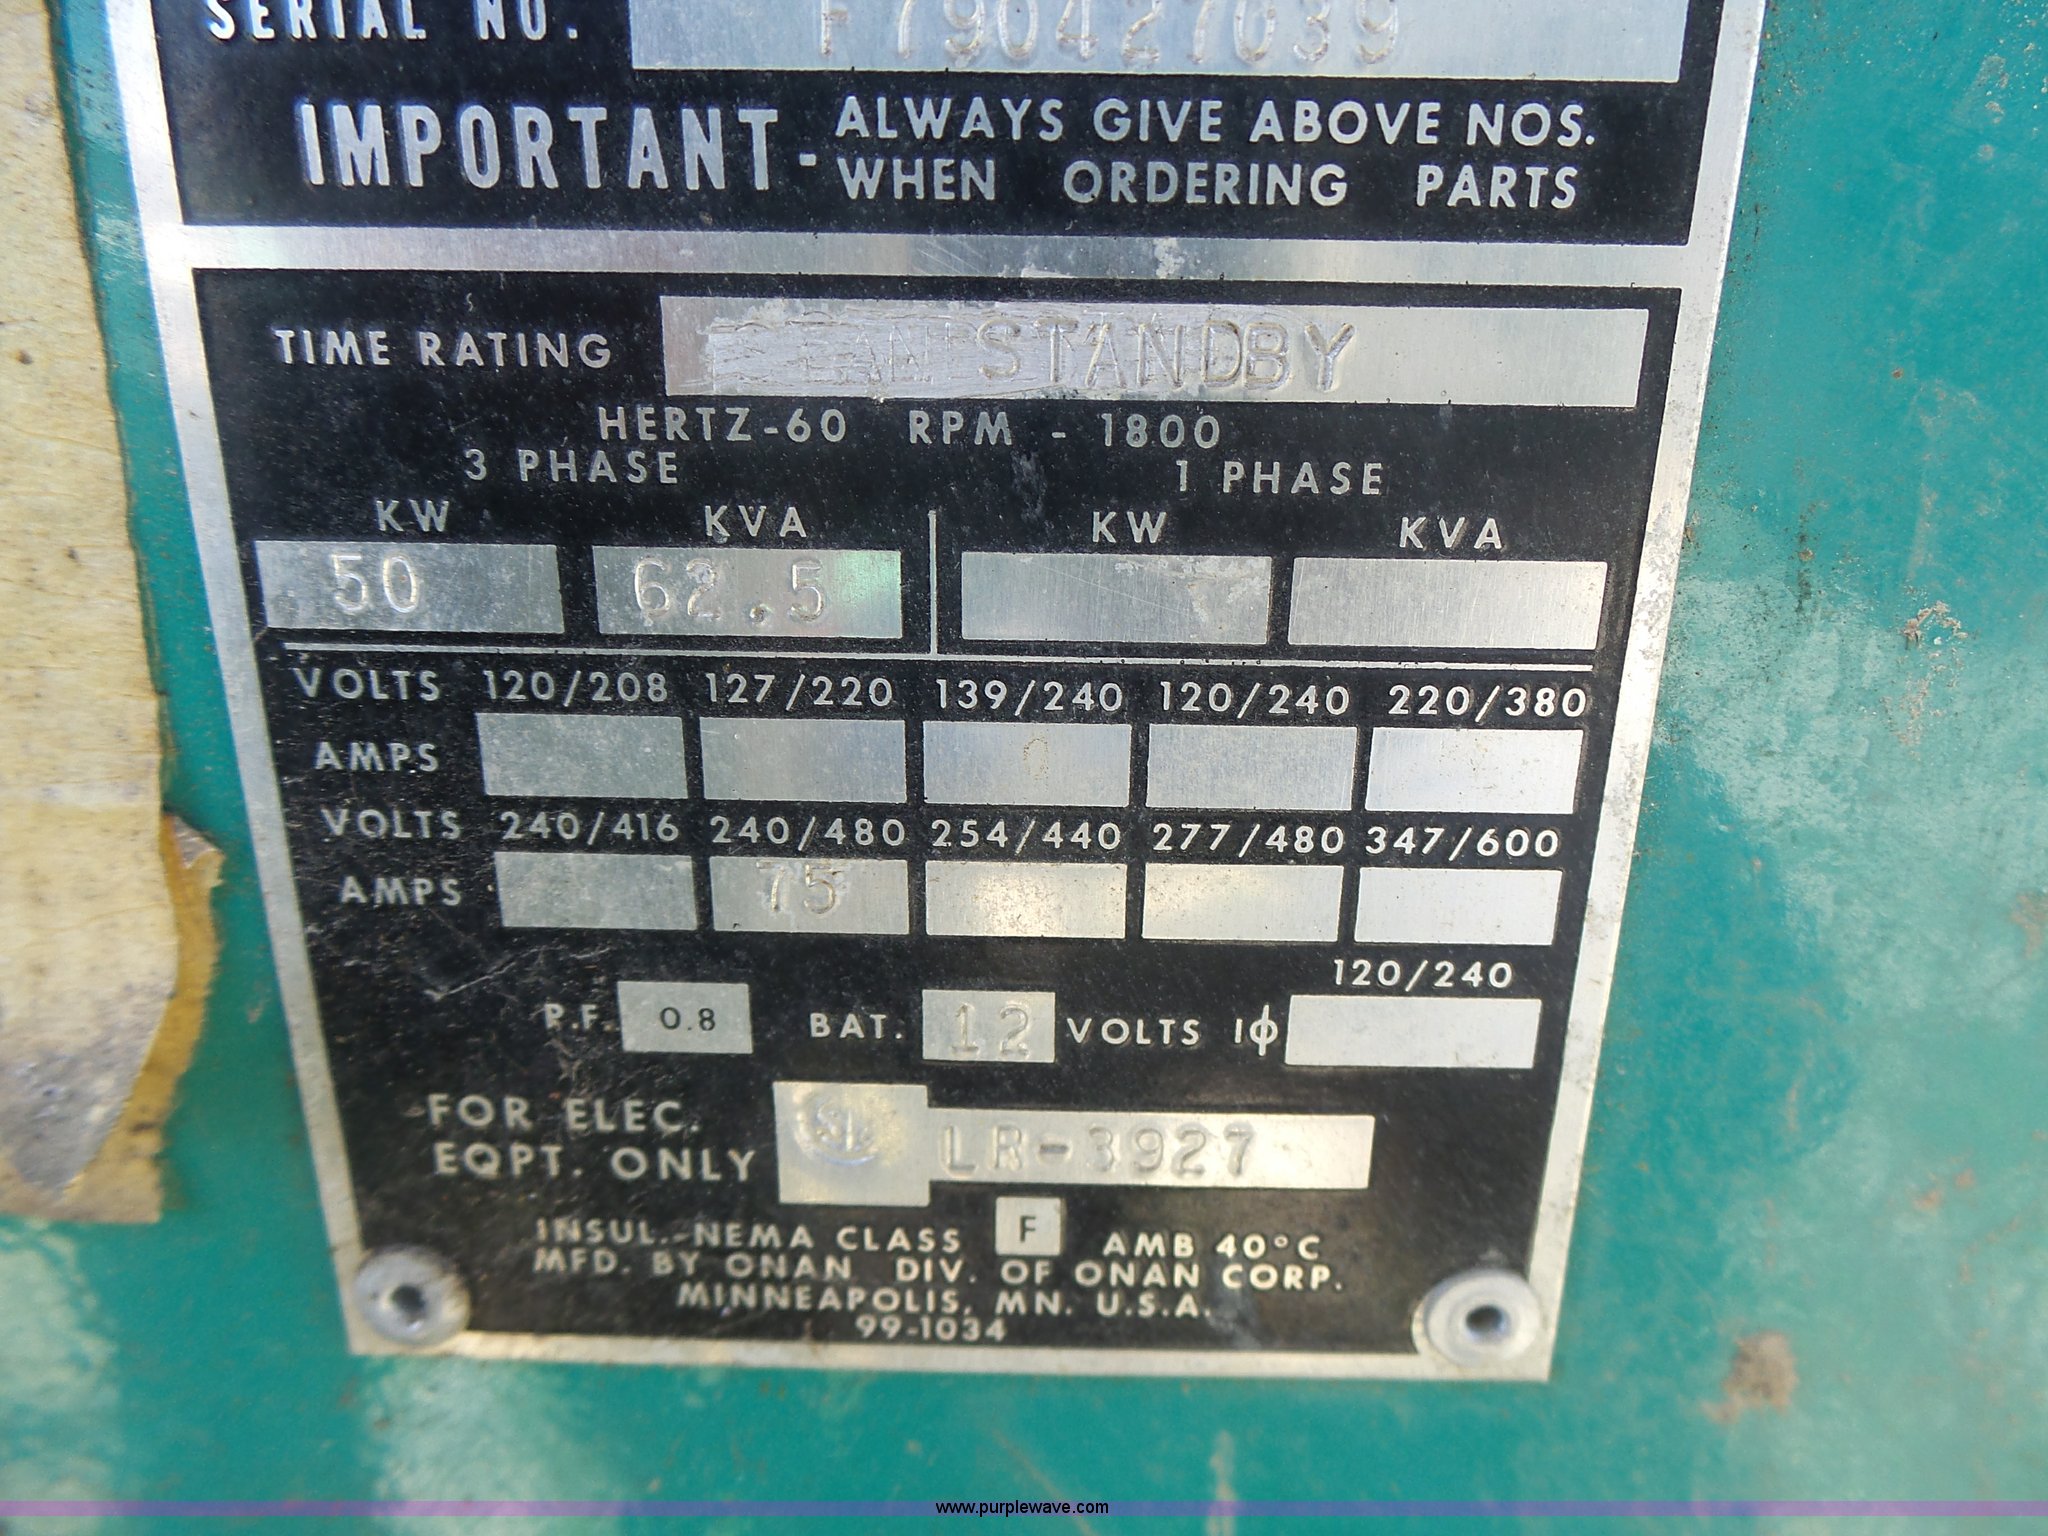 SERIAL NO. F790427039
IMPORTANT- ALWAYS GIVE ABOVE NOS.
WHEN ORDERING PARTS
TIME RATING STANDBY
HERTZ-60 RPM - 1800
3 PHASE 1 PHASE
KW KVA KW KVA
50 62.5
VOLTS 120/208 127/220 139/240 120/240 220/380
AMPS
VOLTS 240/416 240/480 254/440 277/480 347/600
AMPS 75
120/240
P.F. 0.8 BAT. 12 VOLTS 1ϕ
FOR ELEC.
EQPT. ONLY LR-3927
INSUL.-NEMA CLASS F AMB 40°C
MFD. BY ONAN DIV. OF ONAN CORP.
MINNEAPOLIS, MN. U.S.A.
99-1034
www.purplewave.com